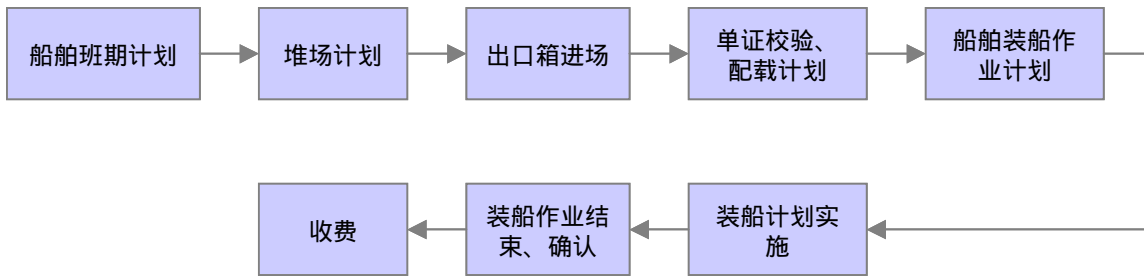 船舶班期计划
堆场计划
出口箱进场
单证校验、
配载计划
船舶装船作
业计划
装船计划实
施
装船作业结
束、确认
收费